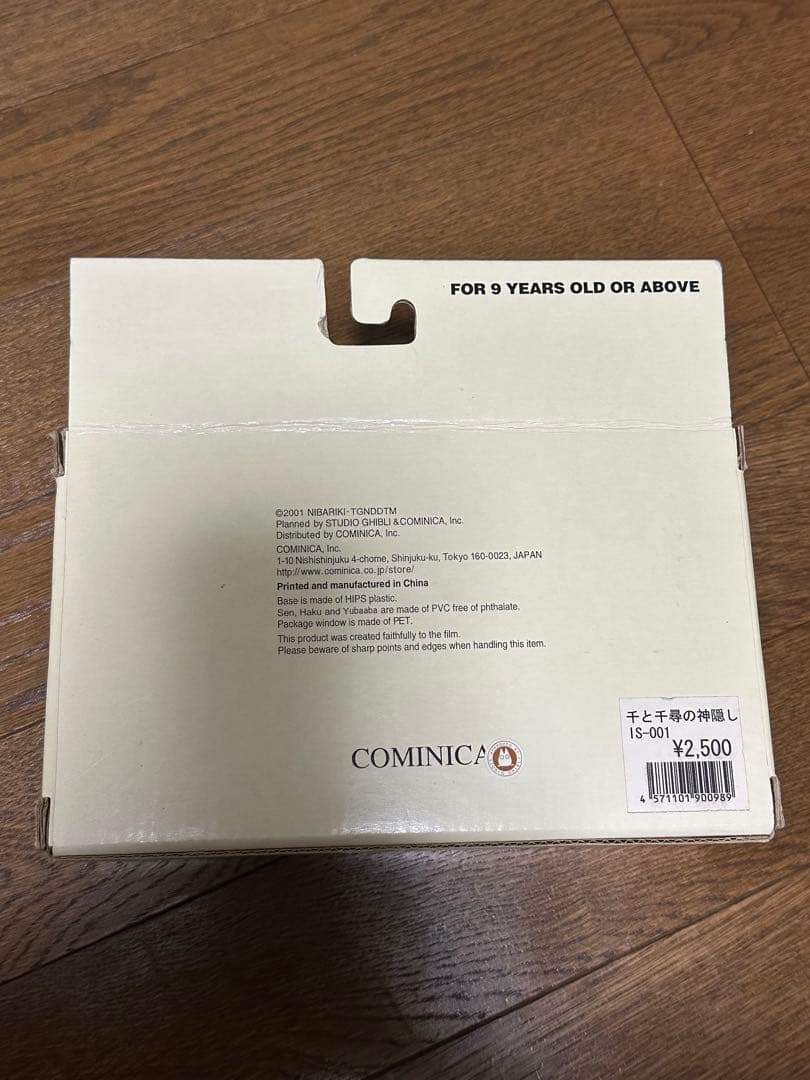 FOR 9 YEARS OLD OR ABOVE
©2001 NIBARIKI・TGNDDTM
Planned by STUDIO GHIBLI & COMINICA, Inc.
Distributed by COMINICA, Inc.
COMINICA, Inc.
1-10 Nishishinjuku 4-chome, Shinjuku-ku, Tokyo 160-0023, JAPAN
http://www.cominica.co.jp/store/
Printed and manufactured in China
Base is made of HIPS plastic.
Sen, Haku and Yubaaba are made of PVC free of phthalate.
Package window is made of PET.
This product was created faithfully to the film.
Please beware of sharp points and edges when handling this item.
COMINICA
千と千尋の神隠し
IS-001
¥2,500
4 571101 900989